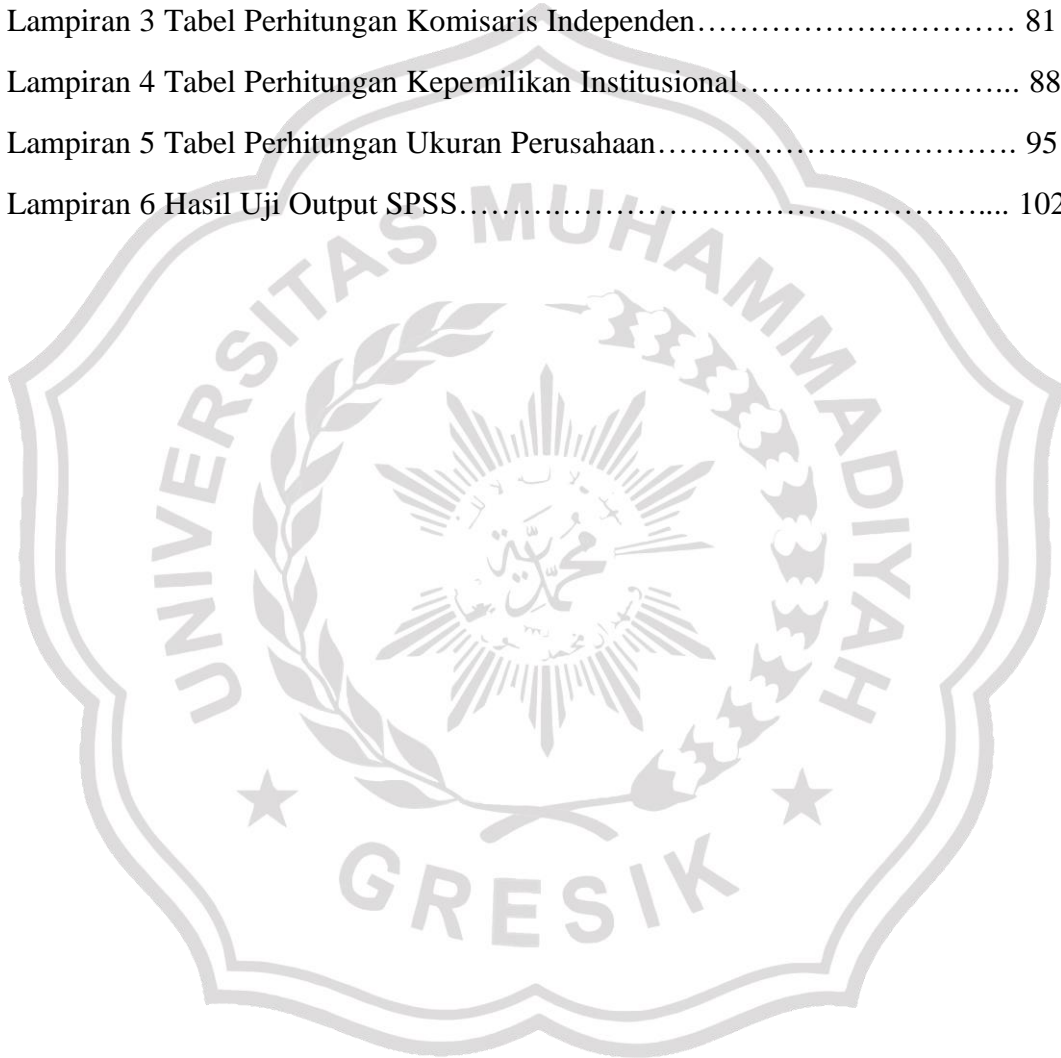 Lampiran 3 Tabel Perhitungan Komisaris Independen………………………… 81
Lampiran 4 Tabel Perhitungan Kepemilikan Institusional…………………….. 88
Lampiran 5 Tabel Perhitungan Ukuran Perusahaan……………………………. 95
Lampiran 6 Hasil Uji Output SPSS……….…………………………………….... 102
UNIVERSITAS MUHAMMADIYAH
GRESIK